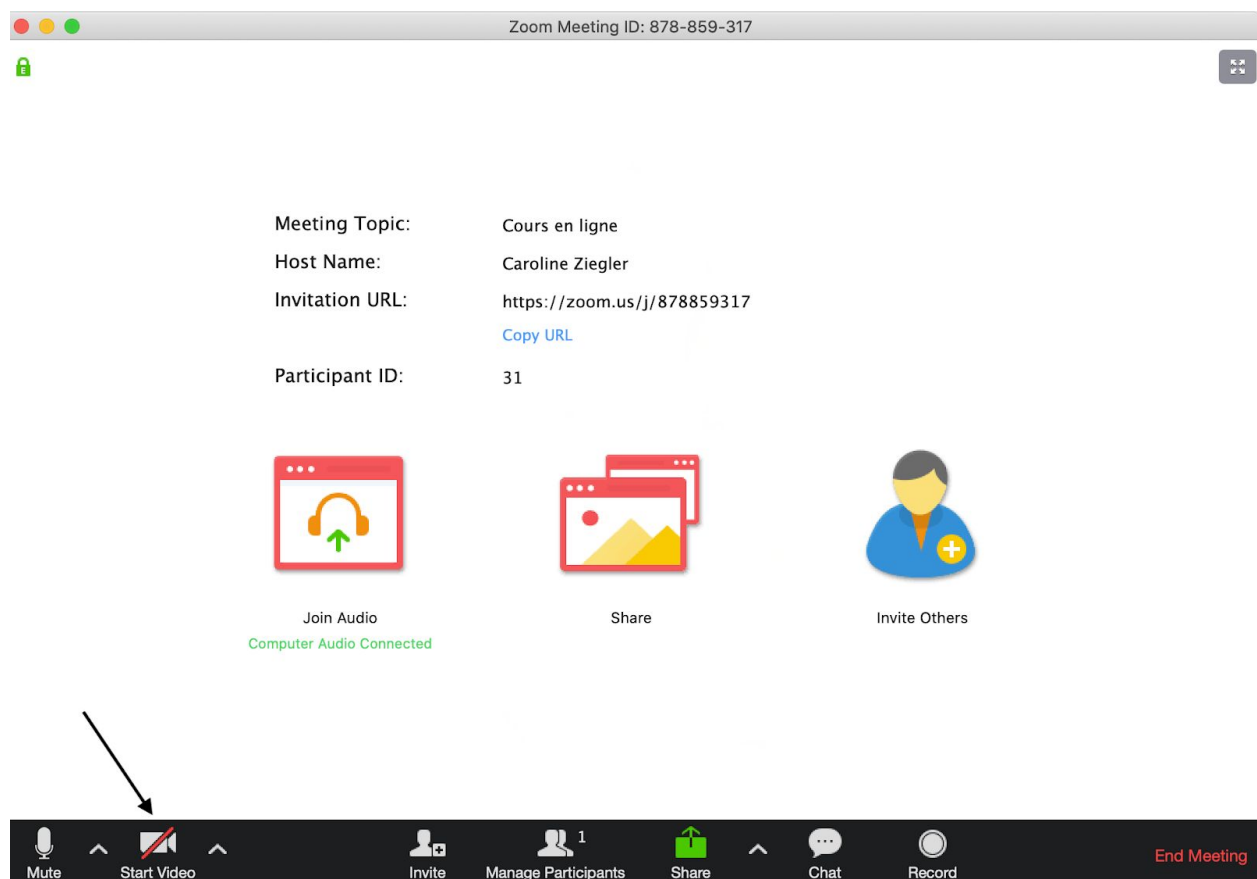 Zoom Meeting ID: 878-859-317
E
Meeting Topic: Cours en ligne
Host Name: Caroline Ziegler
Invitation URL: https://zoom.us/j/878859317
Copy URL
Participant ID: 31
Join Audio Share Invite Others
Computer Audio Connected
1
Mute Start Video Invite Manage Participants Share Chat Record End Meeting